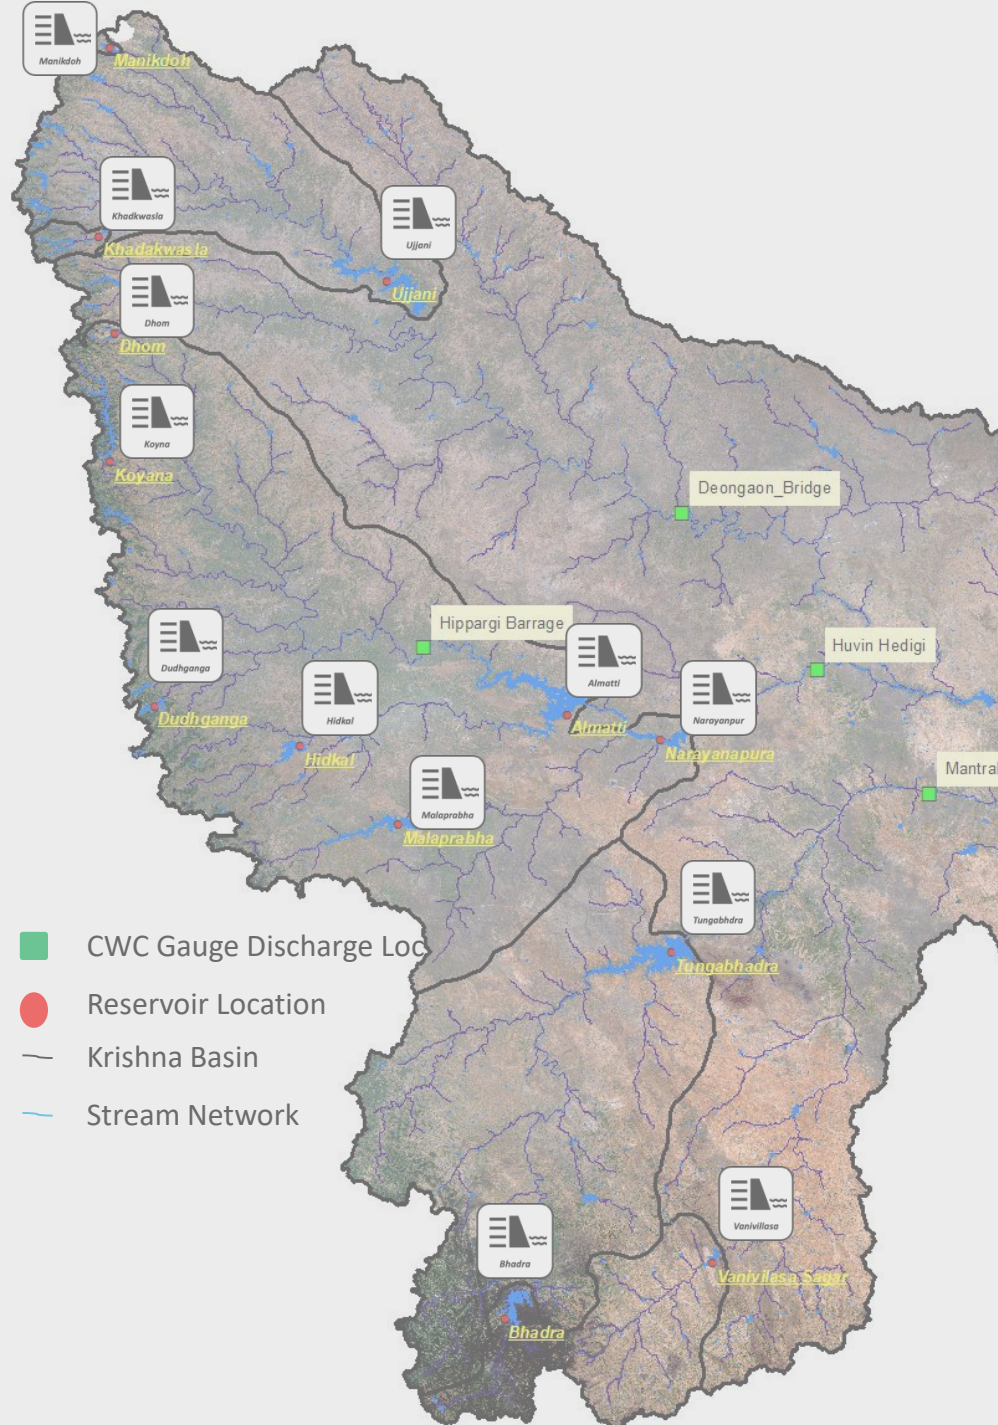 Manikdoh
Manikdoh
Khadkwasla
Khadakwasla
Ujjani
Ujjani
Dhom
Dhom
Koyna
Koyana
Deongaon_Bridge
Hippargi Barrage
Huvin Hedigi
Dudhganga
Dudhganga
Hidkal
Hidkal
Almatti
Almatti
Narayanpur
Narayanapura
Mantral
Malaprabha
Malaprabha
Tungabhdra
Tungabhadra
CWC Gauge Discharge Loc
Reservoir Location
Krishna Basin
Stream Network
Vanivillasa
Vanivilasa Sagar
Bhadra
Bhadra